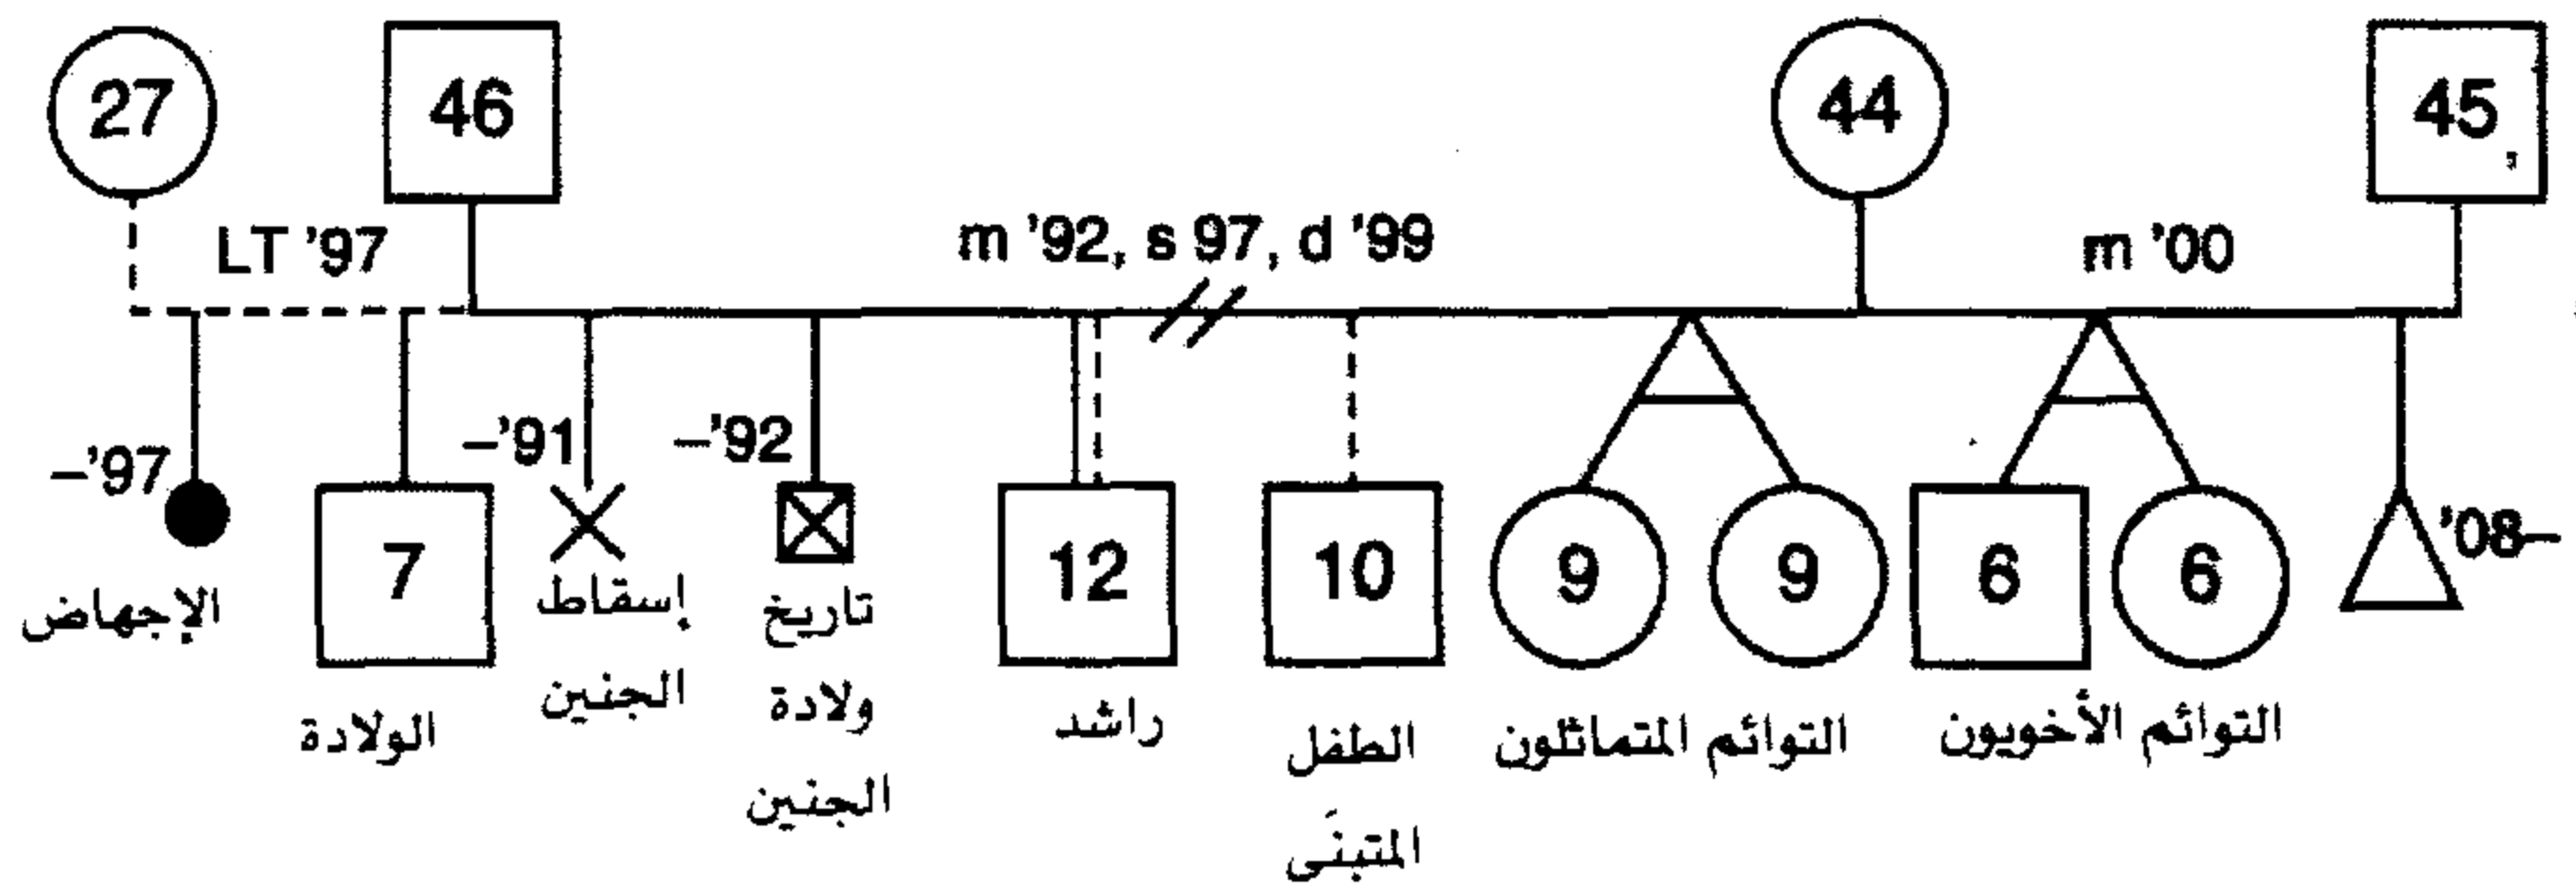 27
46
44
45,
LT '97
m '92, s 97, d '99
m '00
–'97
–'91
–'92
'08–
7
12
10
9
9
6
6
الإجهاض
الولادة
إسقاط
الجنين
تاريخ
ولادة
الجنين
راشد
الطفل
المتبنَى
التوائم المتماثلون
التوائم الأخويون